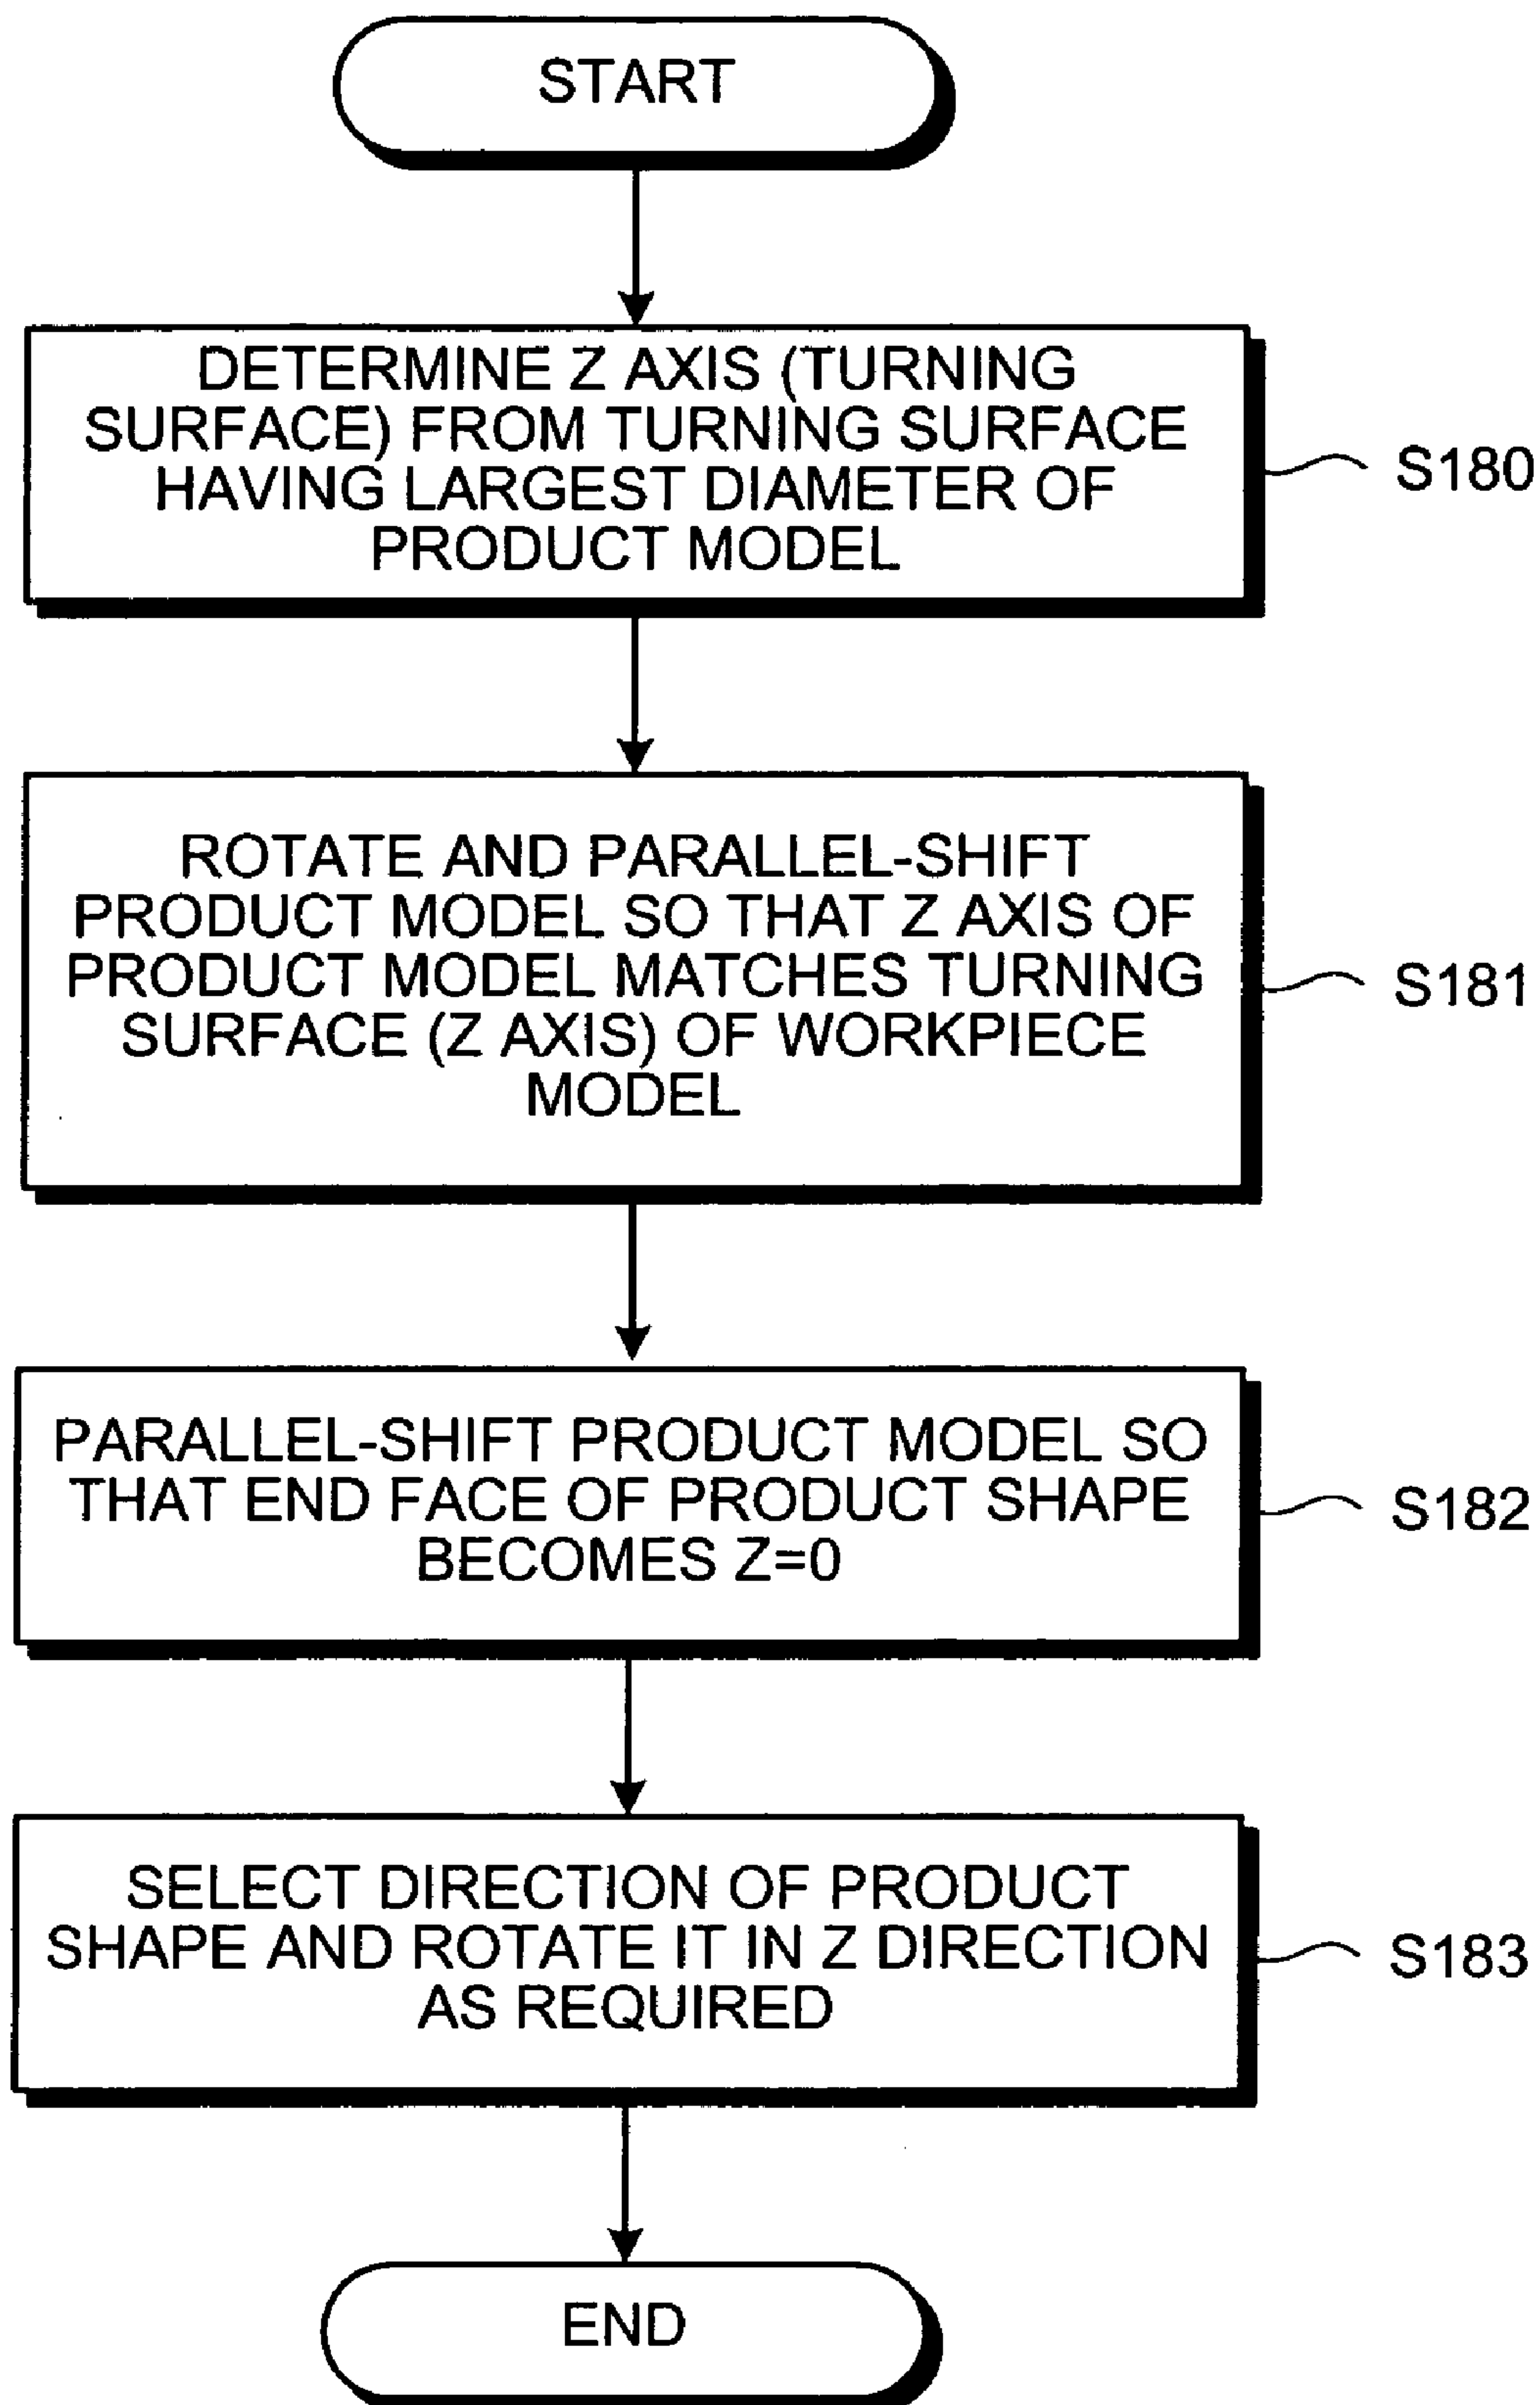 START
DETERMINE Z AXIS (TURNING
SURFACE) FROM TURNING SURFACE
HAVING LARGEST DIAMETER OF
PRODUCT MODEL
S180
ROTATE AND PARALLEL-SHIFT
PRODUCT MODEL SO THAT Z AXIS OF
PRODUCT MODEL MATCHES TURNING
SURFACE (Z AXIS) OF WORKPIECE
MODEL
S181
PARALLEL-SHIFT PRODUCT MODEL SO
THAT END FACE OF PRODUCT SHAPE
BECOMES Z=0
S182
SELECT DIRECTION OF PRODUCT
SHAPE AND ROTATE IT IN Z DIRECTION
AS REQUIRED
S183
END